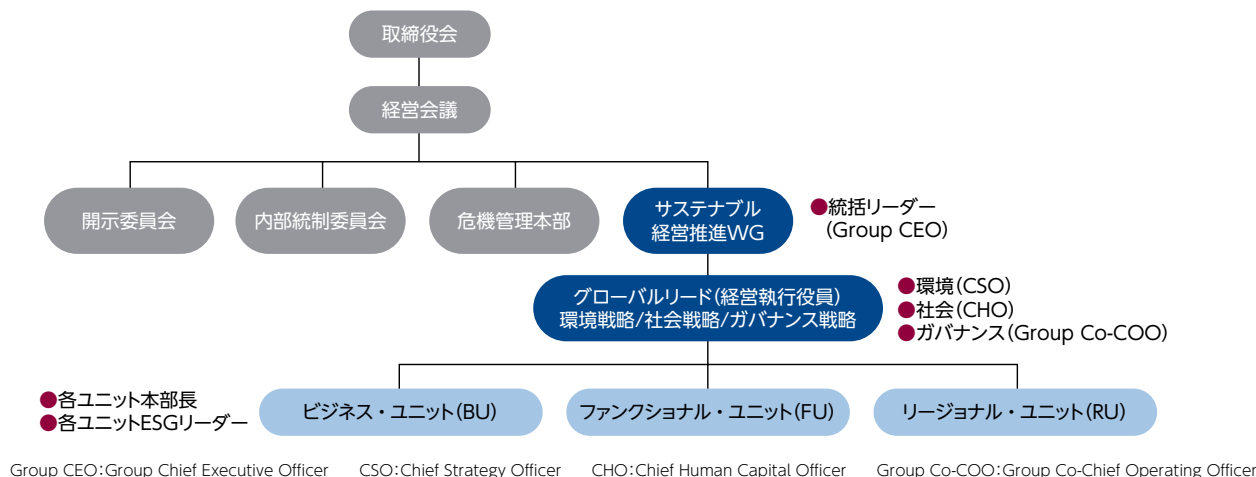 取締役会
経営会議
開示委員会
内部統制委員会
危機管理本部
サステナブル
経営推進WG
●統括リーダー
(Group CEO)
グローバルリード(経営執行役員)
環境戦略/社会戦略/ガバナンス戦略
●環境(CSO)
●社会(CHO)
●ガバナンス(Group Co-COO)
●各ユニット本部長
●各ユニットESGリーダー
ビジネス・ユニット(BU)
ファンクショナル・ユニット(FU)
リージョナル・ユニット(RU)
Group CEO:Group Chief Executive Officer CSO:Chief Strategy Officer CHO:Chief Human Capital Officer Group Co-COO:Group Co-Chief Operating Officer